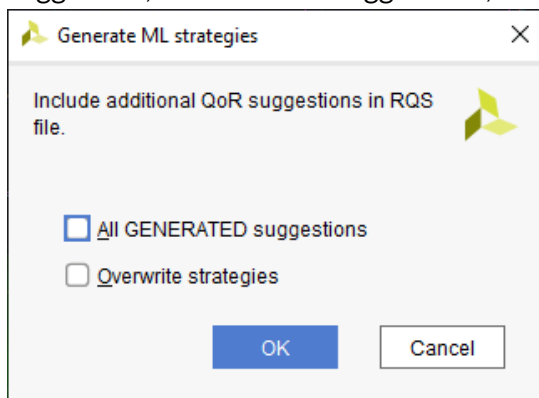 Generate ML strategies
Include additional QoR suggestions in RQS
file.
All GENERATED suggestions
Overwrite strategies
OK
Cancel